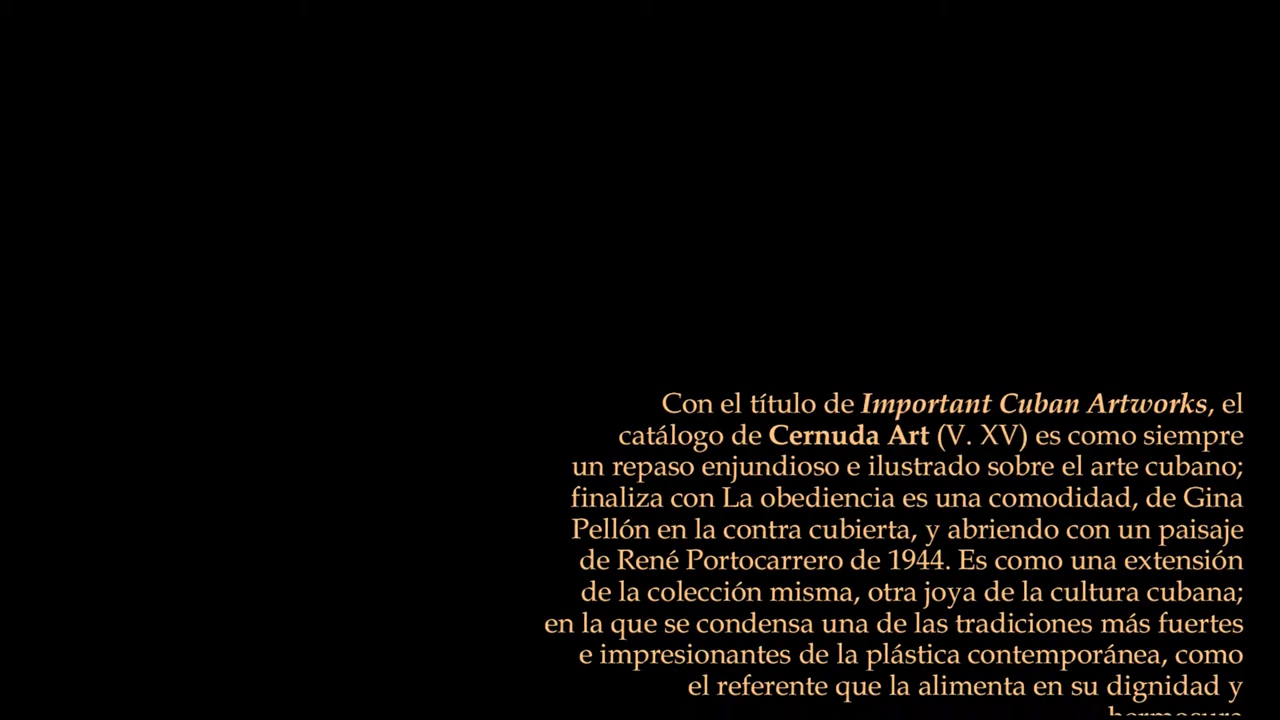 Con el título de Important Cuban Artworks, el
catálogo de Cernuda Art (V. XV) es como siempre
un repaso enjundioso e ilustrado sobre el arte cubano;
finaliza con La obediencia es una comodidad, de Gina
Pellón en la contra cubierta, y abriendo con un paisaje
de René Portocarrero de 1944. Es como una extensión
de la colección misma, otra joya de la cultura cubana;
en la que se condensa una de las tradiciones más fuertes
e impresionantes de la plástica contemporánea, como
el referente que la alimenta en su dignidad y